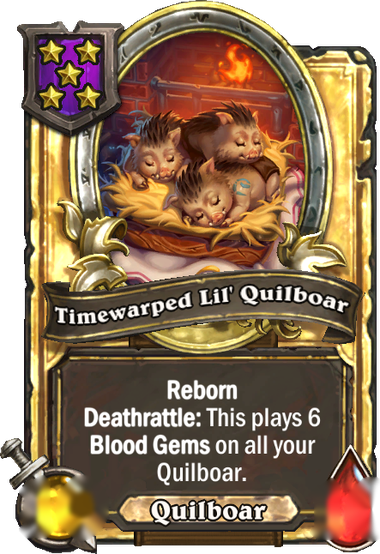 Timewarped Lil' Quilboar
Reborn
Deathrattle: This plays 6
Blood Gems on all your
Quilboar.
Quilboar